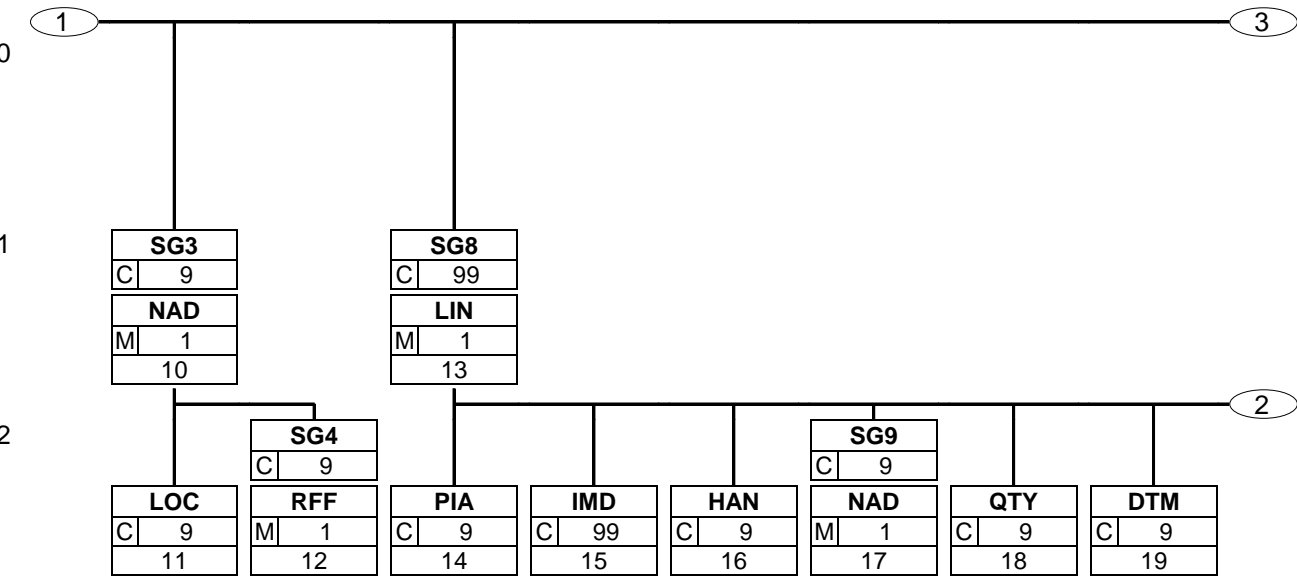 1 3
0
1
SG3 SG8
C 9 C 99
NAD LIN
M 1 M 1
10 13
2
2
SG4 SG9
C 9 C 9
LOC RFF PIA IMD HAN NAD QTY DTM
C 9 M 1 C 9 C 99 C 9 M 1 C 9 C 9
11 12 14 15 16 17 18 19